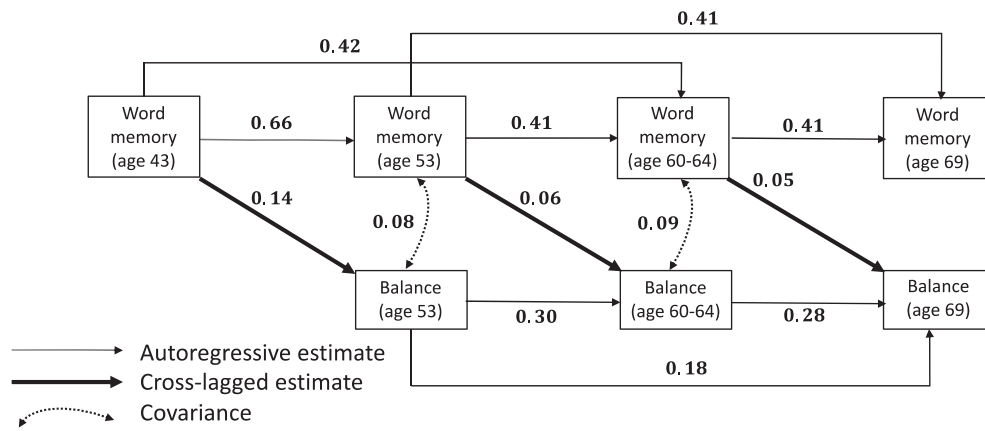 0.41
0.42
Word
memory
(age 43)
0.66
Word
memory
(age 53)
0.41
Word
memory
(age 60-64)
0.41
Word
memory
(age 69)
0.14
0.08
0.06
0.09
0.05
Balance
(age 53)
0.30
Balance
(age 60-64)
0.28
Balance
(age 69)
0.18
Autoregressive estimate
Cross-lagged estimate
Covariance